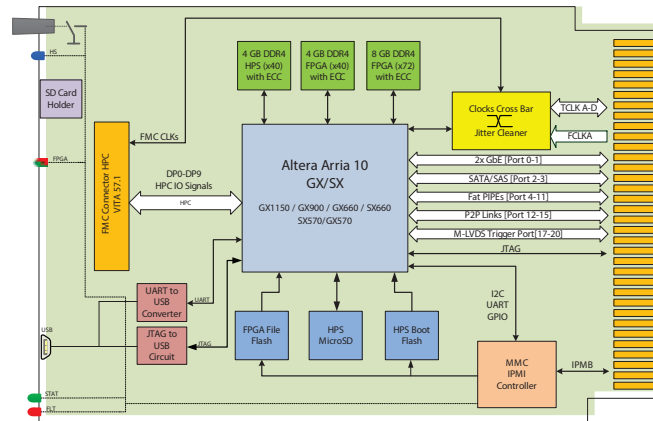 HS
SD Card
Holder
FPGA
FMC Connector HPC
VITA 57.1
FMC CLKs
DP0-DP9
HPC IO Signals
HPC
4 GB DDR4
HPS (x40)
with ECC
4 GB DDR4
FPGA (x40)
with ECC
8 GB DDR4
FPGA (x72)
with ECC
Clocks Cross Bar
Jitter Cleaner
TCLK A-D
FCLKA
Altera Arria 10
GX/SX
GX1150 / GX900 / GX660 / SX660
SX570/GX570
2x GbE [Port 0-1]
SATA/SAS [Port 2-3]
Fat PIPEs [Port 4-11]
P2P Links [Port 12-15]
M-LVDS Trigger Port[17-20]
JTAG
UART to
USB
Converter
UART
JTAG to
USB
Circuit
JTAG
USB
FPGA File
Flash
HPS
MicroSD
HPS Boot
Flash
I2C
UART
GPIO
MMC
IPMI
Controller
IPMB
STAT
FLT